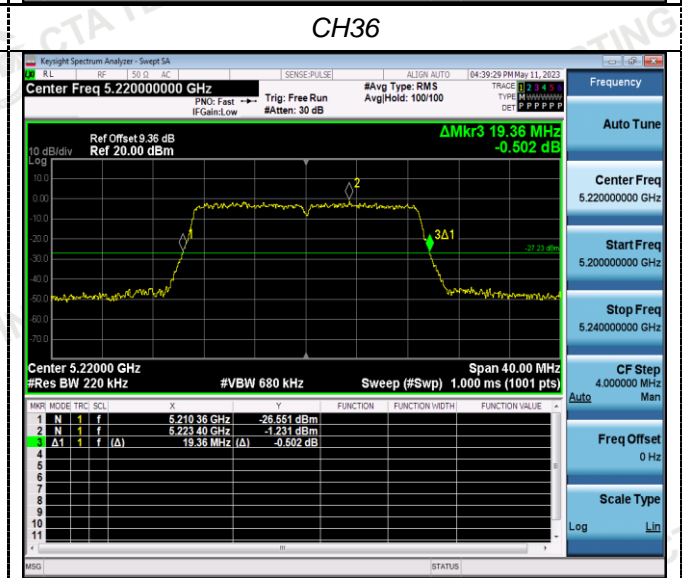 CH36
Keysight Spectrum Analyzer - Swept SA
RL RF 50 Ω AC SENSE:PULSE ALIGN AUTO 04:39:29 PM May 11, 2023
Center Freq 5.220000000 GHz #Avg Type: RMS TRACE 1 2 3 4 5 6
PNO: Fast Trig: Free Run Avg|Hold: 100/100 TYPE M WWWWW
IFGain:Low #Atten: 30 dB DET P P P P P P
Ref Offset 9.36 dB ΔMkr3 19.36 MHz
10 dB/div Ref 20.00 dBm -0.502 dB
Log
10.0
2
0.00
-10.0
-20.0
1
3Δ1
-27.23 dBm
-30.0
-40.0
-50.0
-60.0
-70.0
Center 5.22000 GHz Span 40.00 MHz
#Res BW 220 kHz #VBW 680 kHz Sweep (#Swp) 1.000 ms (1001 pts)
MKR MODE TRC SCL X Y FUNCTION FUNCTION WIDTH FUNCTION VALUE
1 N 1 f 5.210 36 GHz -26.551 dBm
2 N 1 f 5.223 40 GHz -1.231 dBm
3 Δ1 1 f (Δ) 19.36 MHz (Δ) -0.502 dB
4
5
6
7
8
9
10
11
MSG STATUS
Frequency
Auto Tune
Center Freq
5.220000000 GHz
Start Freq
5.200000000 GHz
Stop Freq
5.240000000 GHz
CF Step
4.000000 MHz
Auto Man
Freq Offset
0 Hz
Scale Type
Log Lin